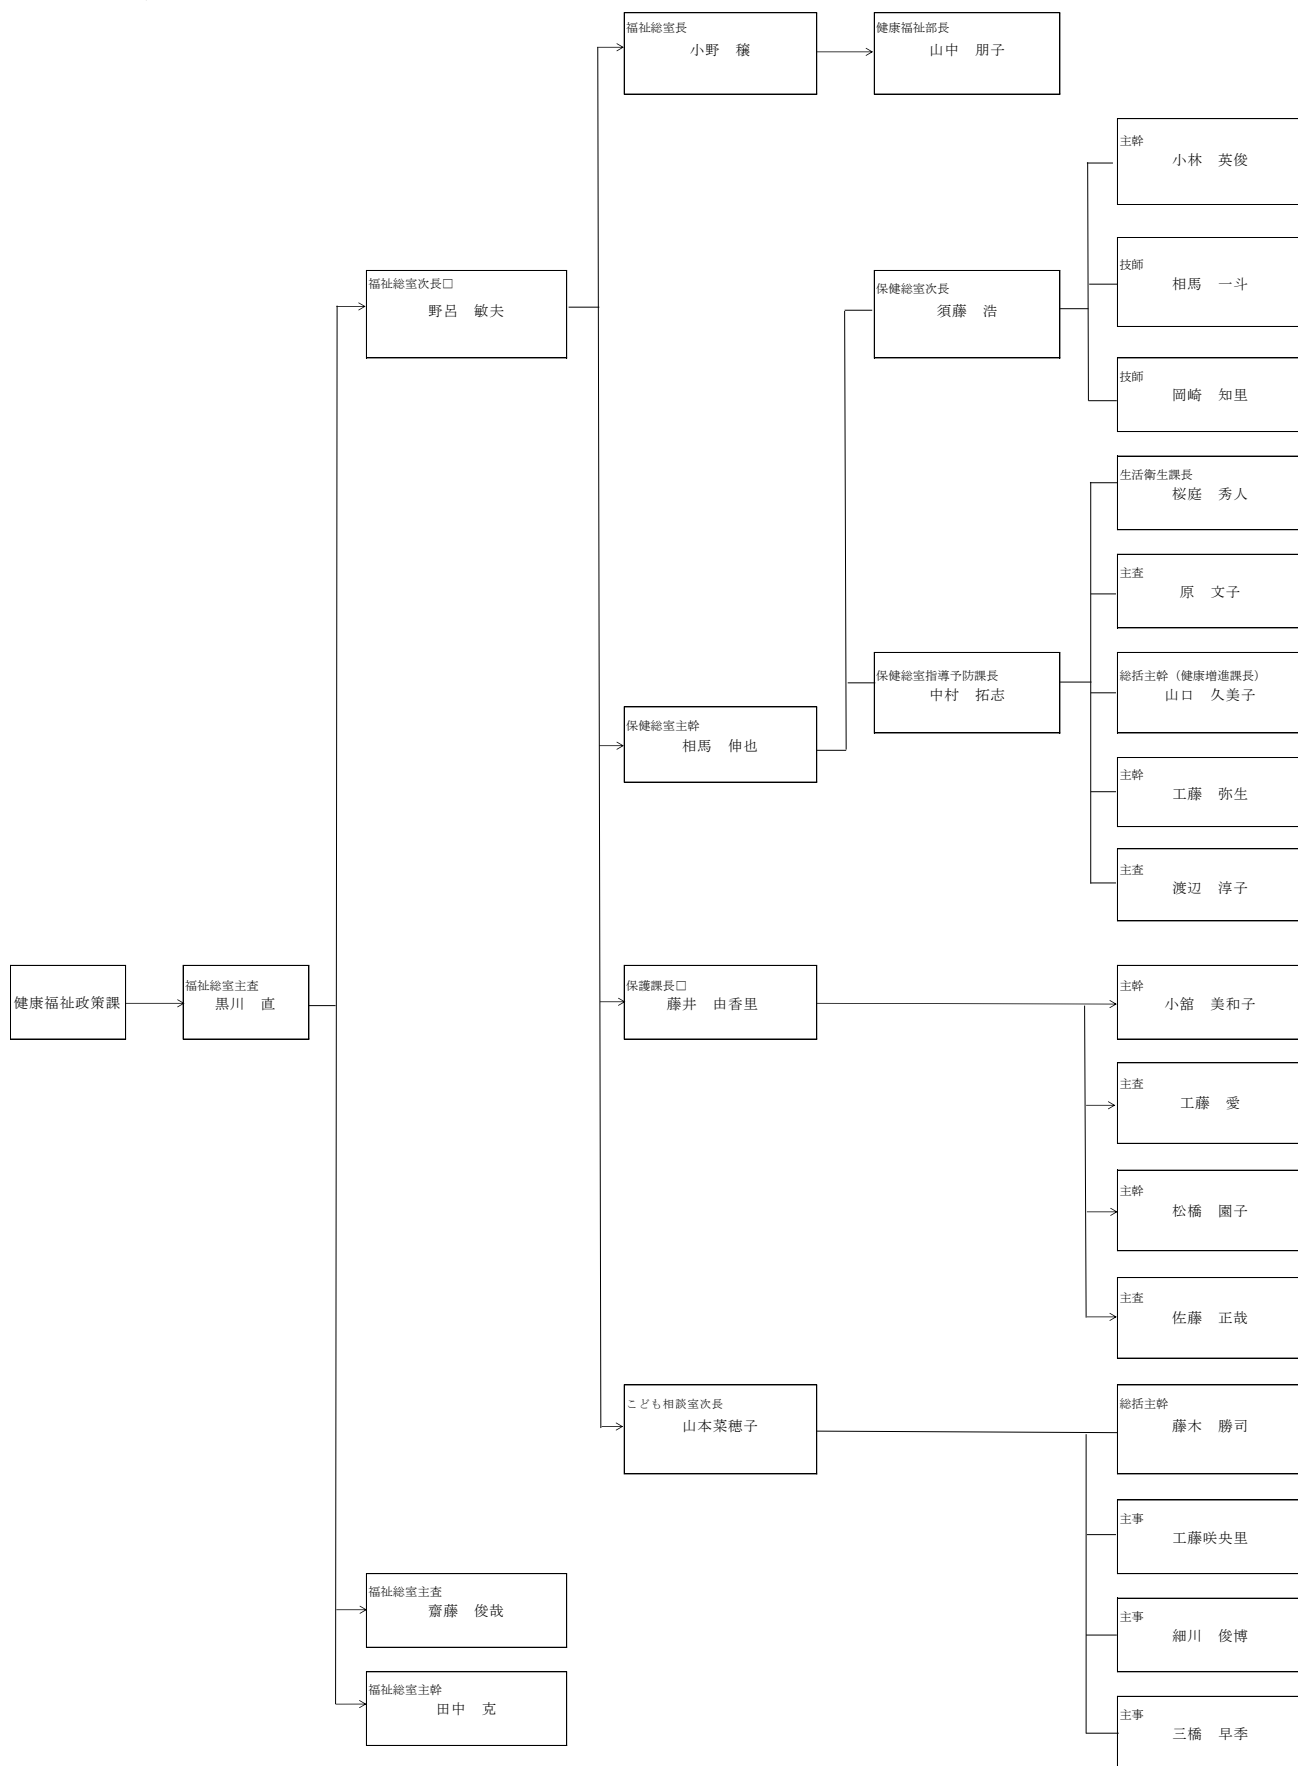 福祉総室長
小野　穣
健康福祉部長
山中　朋子
主幹
小林　英俊
福祉総室次長□
野呂　敏夫
保健総室次長
須藤　浩
技師
相馬　一斗
技師
岡崎　知里
生活衛生課長
桜庭　秀人
主査
原　文子
保健総室指導予防課長
中村　拓志
総括主幹（健康増進課長）
山口　久美子
保健総室主幹
相馬　伸也
主幹
工藤　弥生
主査
渡辺　淳子
健康福祉政策課
福祉総室主査
黒川　直
保護課長□
藤井　由香里
主幹
小舘　美和子
主査
工藤　愛
主幹
松橋　園子
主査
佐藤　正哉
こども相談室次長
山本菜穂子
総括主幹
藤木　勝司
主事
工藤咲央里
福祉総室主査
齋藤　俊哉
主事
細川　俊博
福祉総室主幹
田中　克
主事
三橋　早季